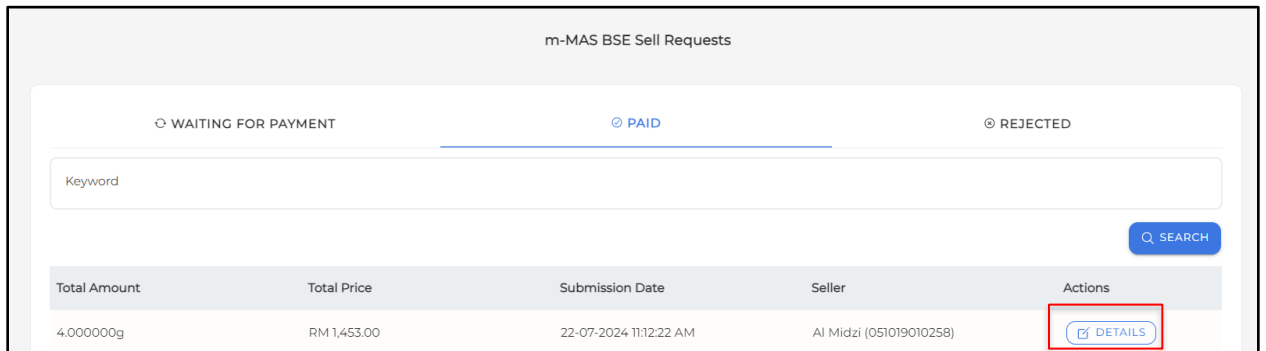 m-MAS BSE Sell Requests
WAITING FOR PAYMENT PAID REJECTED
Keyword
SEARCH
Total Amount Total Price Submission Date Seller Actions
4.000000g RM 1,453.00 22-07-2024 11:12:22 AM Al Midzi (051019010258) DETAILS